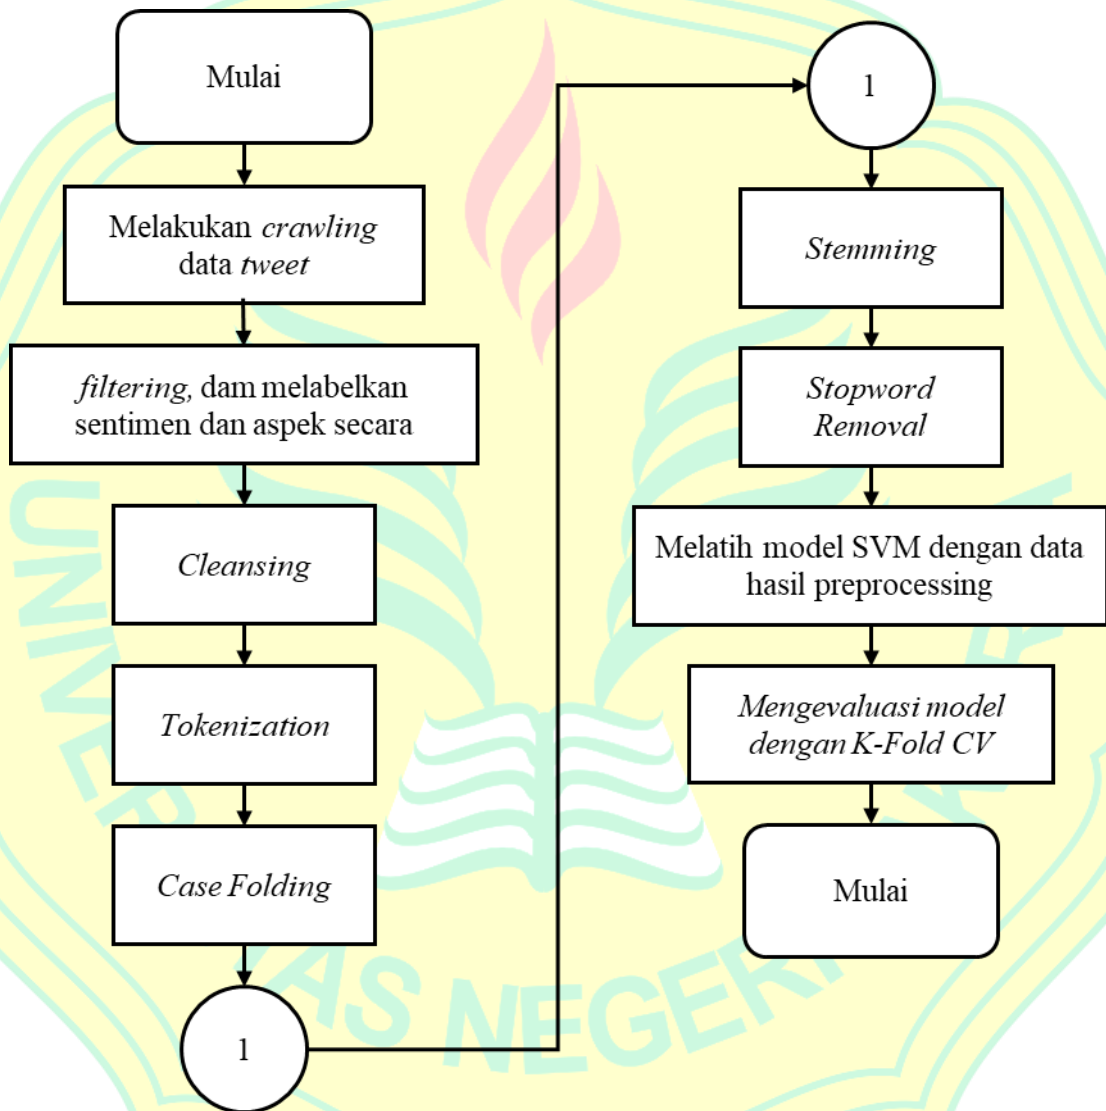 Mulai
Melakukan crawling
data tweet
filtering, dam melabelkan
sentimen dan aspek secara
Cleansing
Tokenization
Case Folding
1
1
Stemming
Stopword
Removal
Melatih model SVM dengan data
hasil preprocessing
Mengevaluasi model
dengan K-Fold CV
Mulai